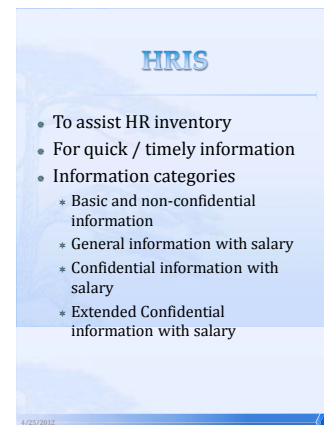 HRIS
To assist HR inventory
For quick / timely information
Information categories
Basic and non-confidential
information
General information with salary
Confidential information with
salary
Extended Confidential
information with salary
4/25/2012